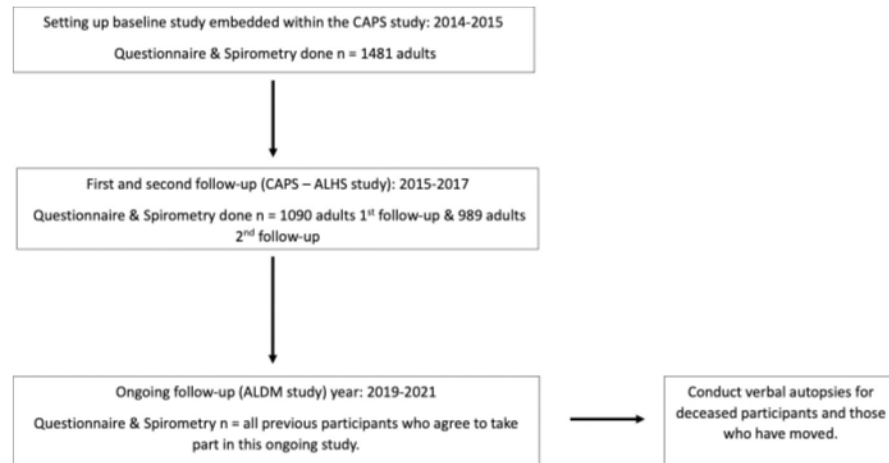 Setting up baseline study embedded within the CAPS study: 2014-2015
Questionnaire & Spirometry done n = 1481 adults
First and second follow-up (CAPS – ALHS study): 2015-2017
Questionnaire & Spirometry done n = 1090 adults 1st follow-up & 989 adults
2nd follow-up
Ongoing follow-up (ALDM study) year: 2019-2021
Questionnaire & Spirometry n = all previous participants who agree to take
part in this ongoing study.
Conduct verbal autopsies for
deceased participants and those
who have moved.